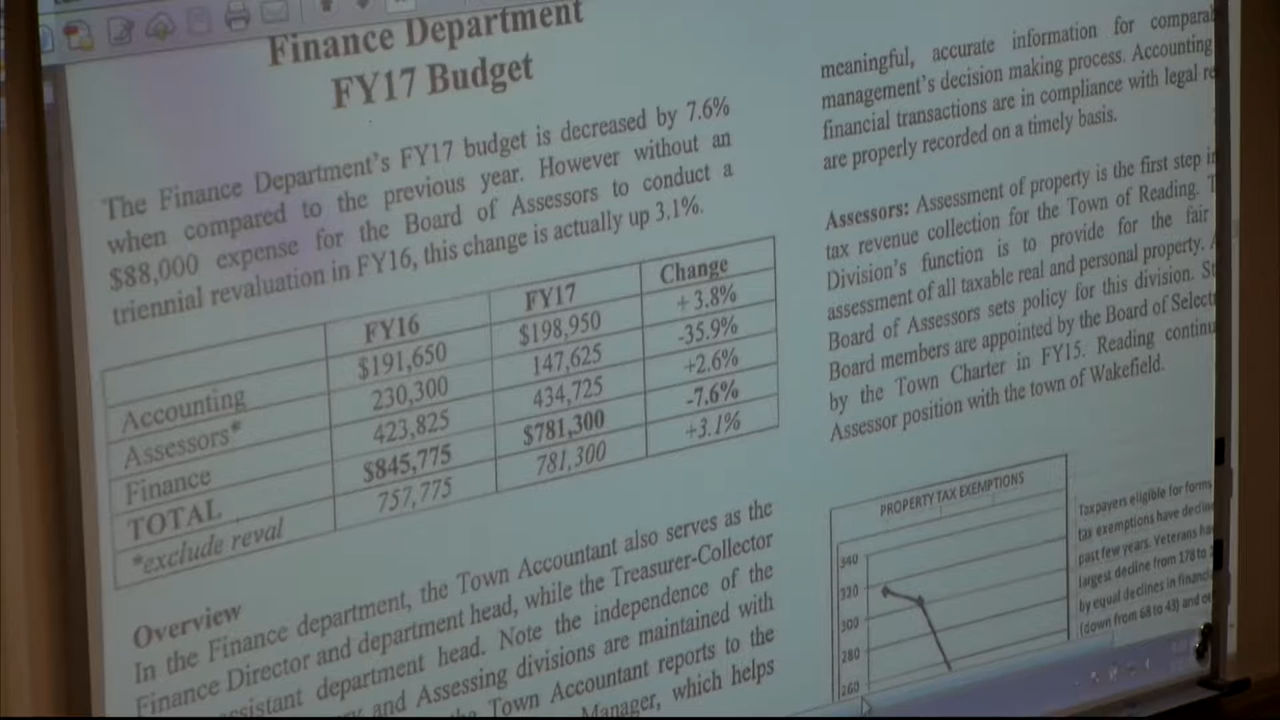 Finance Department
FY17 Budget
The Finance Department's FY17 budget is decreased by 7.6%
when compared to the previous year. However without an
$88,000 expense for the Board of Assessors to conduct a
triennial revaluation in FY16, this change is actually up 3.1%.
FY16 FY17 Change
Accounting $191,650 $198,950 + 3.8%
Assessors* 230,300 147,625 -35.9%
Finance 423,825 434,725 +2.6%
TOTAL $845,775 $781,300 -7.6%
*exclude reval 757,775 781,300 +3.1%
Overview
In the Finance department, the Town Accountant also serves as the
Finance Director and department head, while the Treasurer-Collector
department head. Note the independence of the
and Assessing divisions are maintained with
Town Accountant reports to the
Manager, which helps
meaningful, accurate information for
management's decision making process. Accounting
financial transactions are in compliance with legal
are properly recorded on a timely basis.
Assessors: Assessment of property is the first step
tax revenue collection for the Town of Reading.
Division's function is to provide for the fair
assessment of all taxable real and personal property.
Board of Assessors sets policy for this division.
Board members are appointed by the Board of
by the Town Charter in FY15. Reading
Assessor position with the town of Wakefield.
PROPERTY TAX EXEMPTIONS
340
320
300
280
260
Taxpayers eligible for forms
tax exemptions have
past few years. Veterans
largest decline from 178 to
by equal declines in
(down from 68 to 43) and